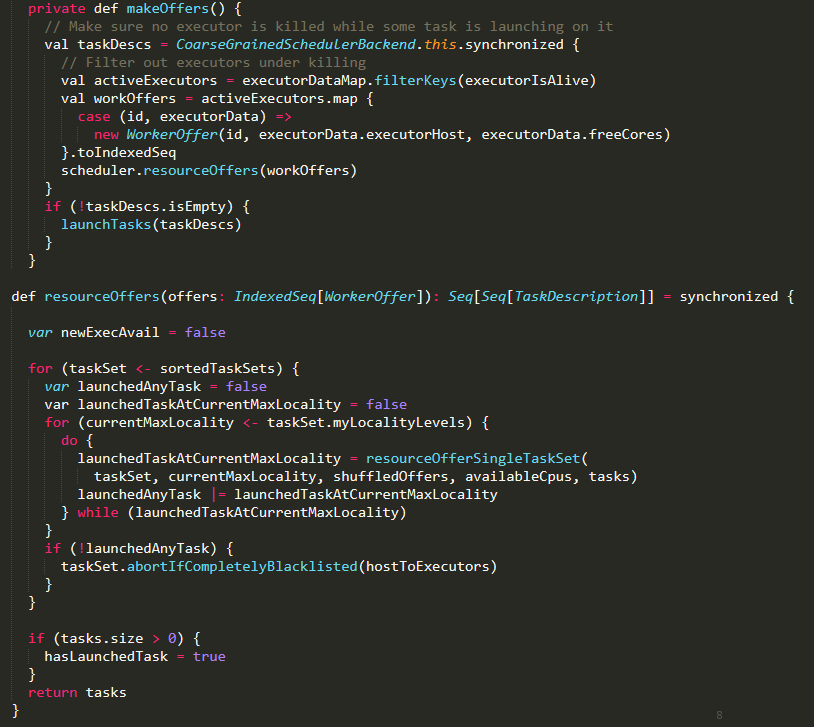 private def makeOffers() {
// Make sure no executor is killed while some task is launching on it
val taskDescs = CoarseGrainedSchedulerBackend.this.synchronized {
// Filter out executors under killing
val activeExecutors = executorDataMap.filterKeys(executorIsAlive)
val workOffers = activeExecutors.map {
case (id, executorData) =>
new WorkerOffer(id, executorData.executorHost, executorData.freeCores)
}.toIndexedSeq
scheduler.resourceOffers(workOffers)
}
if (!taskDescs.isEmpty) {
launchTasks(taskDescs)
}
}
def resourceOffers(offers: IndexedSeq[WorkerOffer]): Seq[Seq[TaskDescription]] = synchronized {
var newExecAvail = false
for (taskSet <- sortedTaskSets) {
var launchedAnyTask = false
var launchedTaskAtCurrentMaxLocality = false
for (currentMaxLocality <- taskSet.myLocalityLevels) {
do {
launchedTaskAtCurrentMaxLocality = resourceOfferSingleTaskSet(
taskSet, currentMaxLocality, shuffledOffers, availableCpus, tasks)
launchedAnyTask |= launchedTaskAtCurrentMaxLocality
} while (launchedTaskAtCurrentMaxLocality)
}
if (!launchedAnyTask) {
taskSet.abortIfCompletelyBlacklisted(hostToExecutors)
}
}
if (tasks.size > 0) {
hasLaunchedTask = true
}
return tasks
}
8